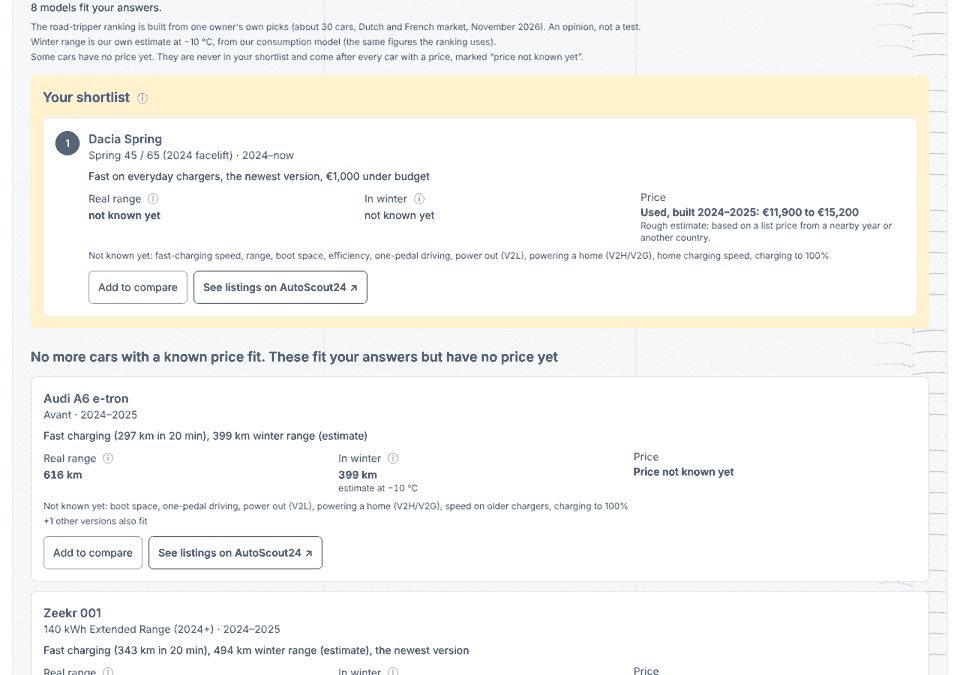 8 models fit your answers.
The road-tripper ranking is built from one owner's own picks (about 30 cars, Dutch and French market, November 2026). An opinion, not a test.
Winter range is our own estimate at −10 °C, from our consumption model (the same figures the ranking uses).
Some cars have no price yet. They are never in your shortlist and come after every car with a price, marked “price not known yet”.
Your shortlist ⓘ
1
Dacia Spring
Spring 45 / 65 (2024 facelift) · 2024–now
Fast on everyday chargers, the newest version, €1,000 under budget
Real range ⓘ
not known yet
In winter ⓘ
not known yet
Price
Used, built 2024–2025: €11,900 to €15,200
Rough estimate: based on a list price from a nearby year or
another country.
Not known yet: fast-charging speed, range, boot space, efficiency, one-pedal driving, power out (V2L), powering a home (V2H/V2G), home charging speed, charging to 100%
Add to compare
See listings on AutoScout24 ↗
No more cars with a known price fit. These fit your answers but have no price yet
Audi A6 e-tron
Avant · 2024–2025
Fast charging (297 km in 20 min), 399 km winter range (estimate)
Real range ⓘ
616 km
In winter ⓘ
399 km
estimate at −10 °C
Price
Price not known yet
Not known yet: boot space, one-pedal driving, power out (V2L), powering a home (V2H/V2G), speed on older chargers, charging to 100%
+1 other versions also fit
Add to compare
See listings on AutoScout24 ↗
Zeekr 001
140 kWh Extended Range (2024+) · 2024–2025
Fast charging (343 km in 20 min), 494 km winter range (estimate), the newest version
Real range ⓘ
In winter ⓘ
Price